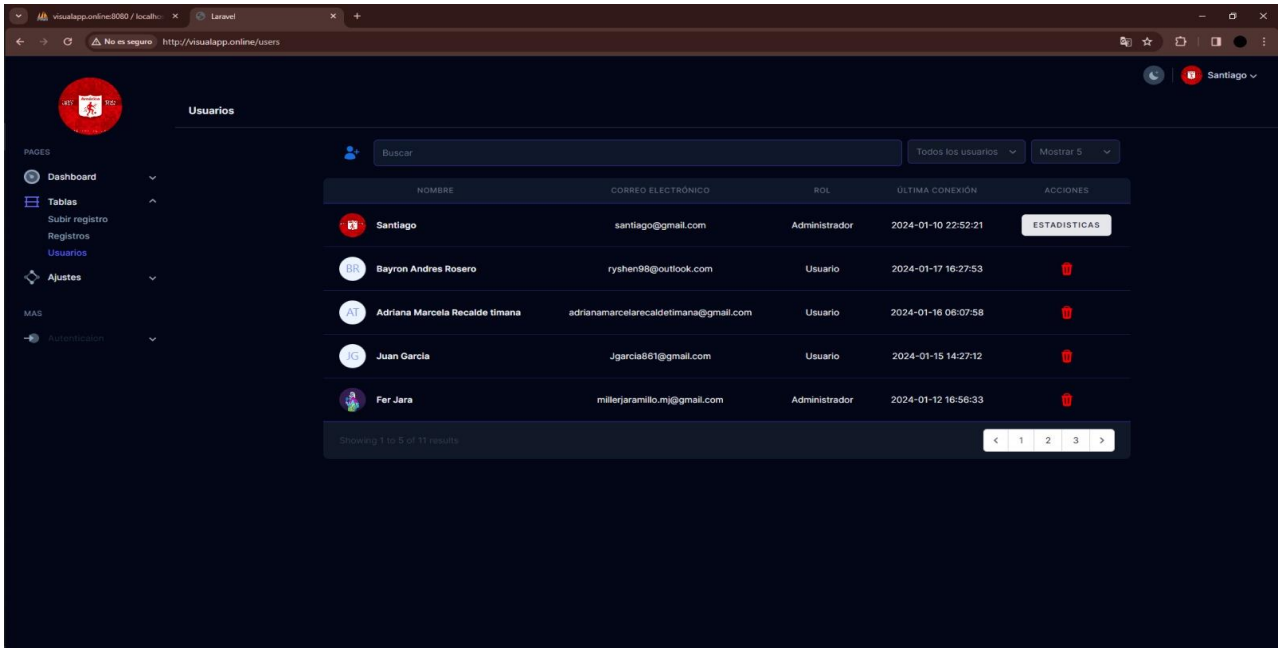 visualapp.online:8080 / localho
Laravel
No es seguro http://visualapp.online/users
Santiago
Usuarios
PAGES
Dashboard
Tablas
Subir registro
Registros
Usuarios
Ajustes
MAS
Autenticaion
Buscar Todos los usuarios Mostrar 5
NOMBRE CORREO ELECTRÓNICO ROL ÚLTIMA CONEXIÓN ACCIONES
Santiago santiago@gmail.com Administrador 2024-01-10 22:52:21 ESTADISTICAS
BR Bayron Andres Rosero ryshen98@outlook.com Usuario 2024-01-17 16:27:53
AT Adriana Marcela Recalde timana adrianamarcelarecaldetimana@gmail.com Usuario 2024-01-16 06:07:58
JG Juan Garcia Jgarcia861@gmail.com Usuario 2024-01-15 14:27:12
Fer Jara millerjaramillo.mj@gmail.com Administrador 2024-01-12 16:56:33
Showing 1 to 5 of 11 results < 1 2 3 >